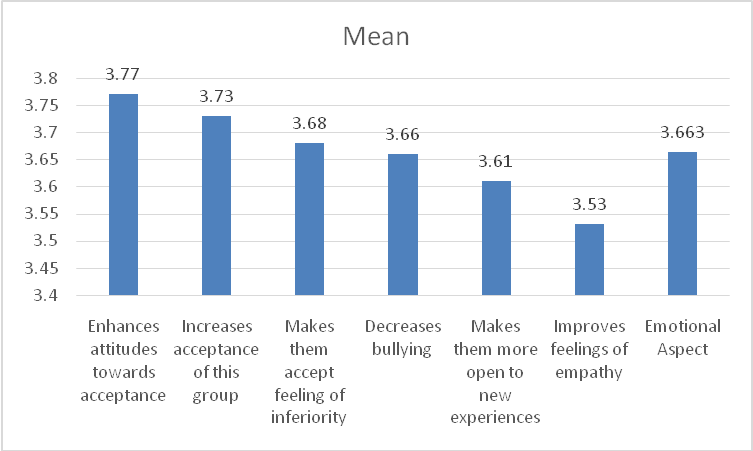 Mean
3.8
3.75
3.7
3.65
3.6
3.55
3.5
3.45
3.4
3.77
3.73
3.68
3.66
3.61
3.53
3.663
Enhances
attitudes
towards
acceptance
Increases
acceptance
of this
group
Makes
them
accept
feeling of
inferiority
Decreases
bullying
Makes
them more
open to
new
experiences
Improves
feelings of
empathy
Emotional
Aspect